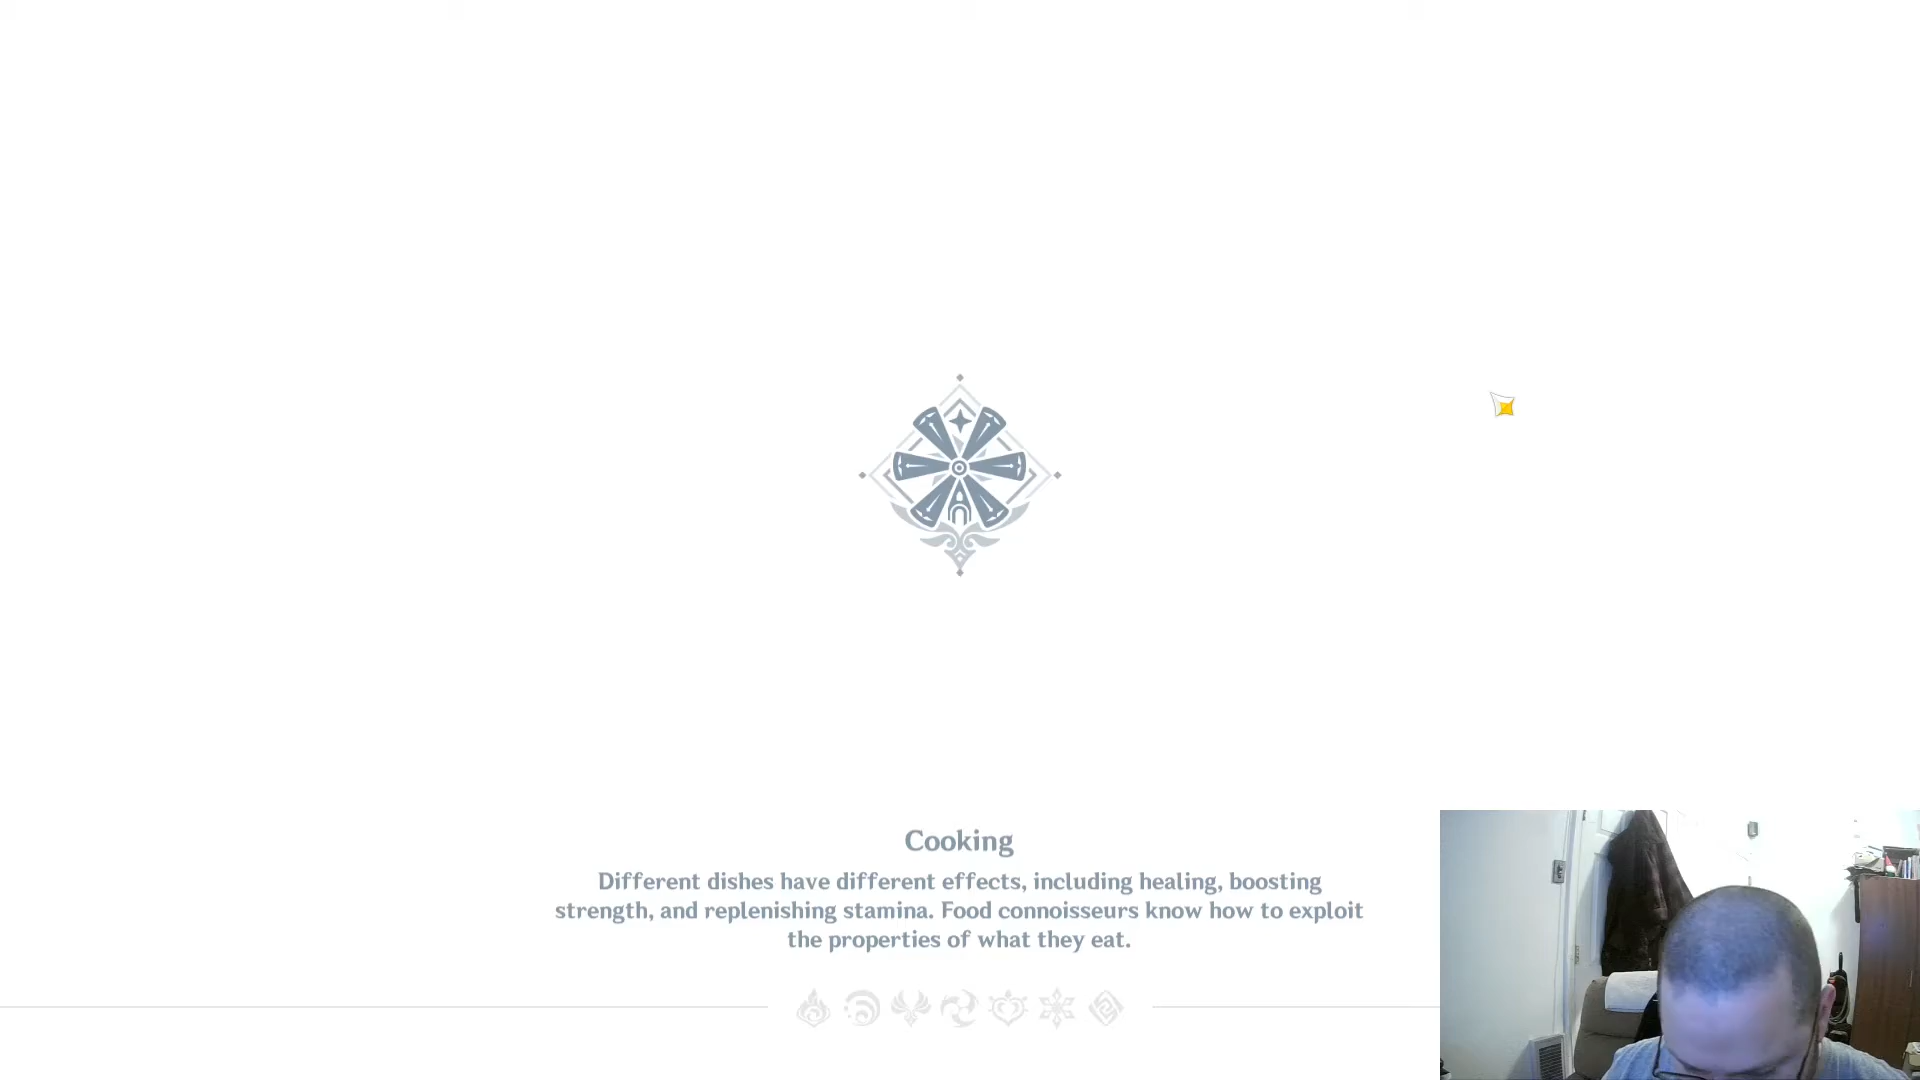 Cooking
Different dishes have different effects, including healing, boosting
strength, and replenishing stamina. Food connoisseurs know how to exploit
the properties of what they eat.